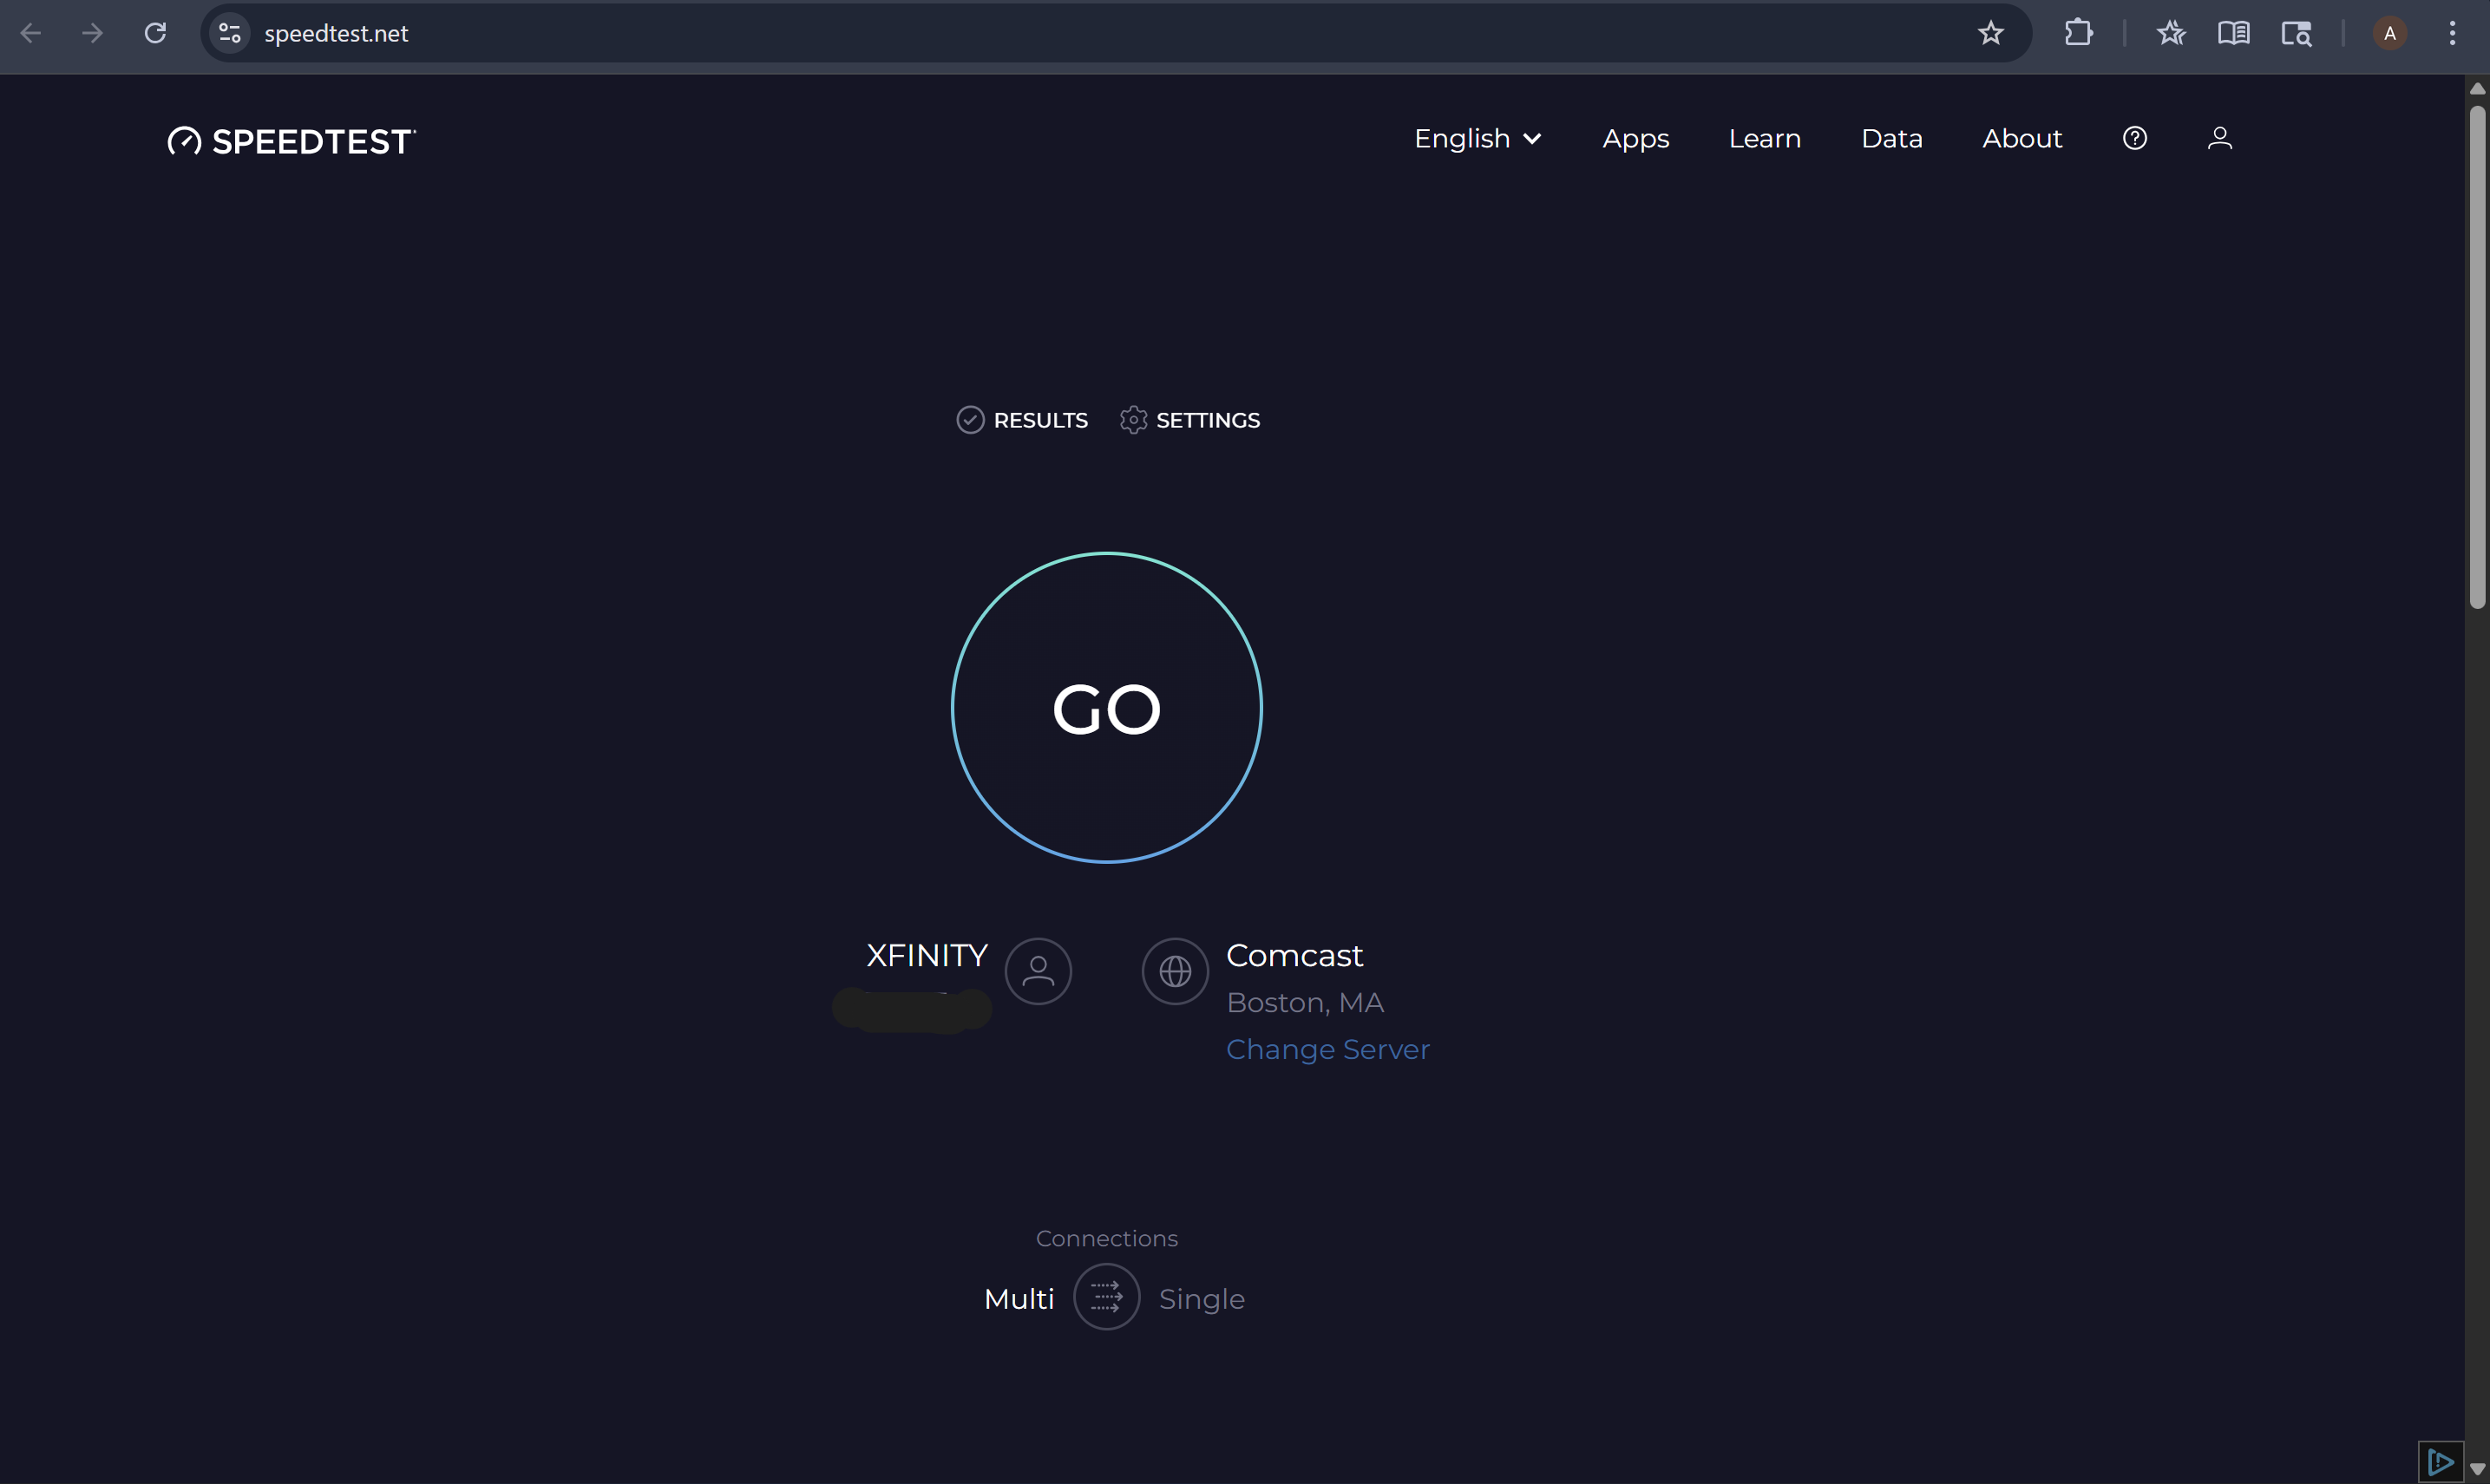 speedtest.net
A
SPEEDTEST
English Apps Learn Data About
RESULTS SETTINGS
GO
XFINITY
Comcast
Boston, MA
Change Server
Connections
Multi Single